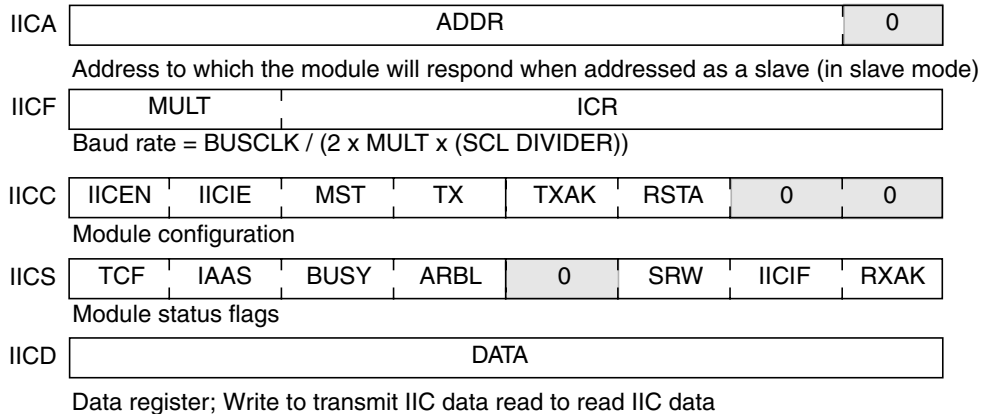 IICA ADDR 0
Address to which the module will respond when addressed as a slave (in slave mode)
IICF MULT ICR
Baud rate = BUSCLK / (2 x MULT x (SCL DIVIDER))
IICC IICEN IICIE MST TX TXAK RSTA 0 0
Module configuration
IICS TCF IAAS BUSY ARBL 0 SRW IICIF RXAK
Module status flags
IICD DATA
Data register; Write to transmit IIC data read to read IIC data